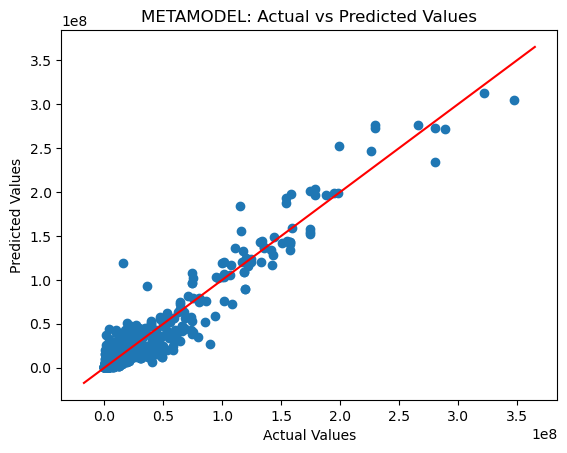 METAMODEL: Actual vs Predicted Values
1e8
3.5
3.0
2.5
2.0
1.5
1.0
0.5
0.0
Predicted Values
0.0 0.5 1.0 1.5 2.0 2.5 3.0 3.5
1e8
Actual Values